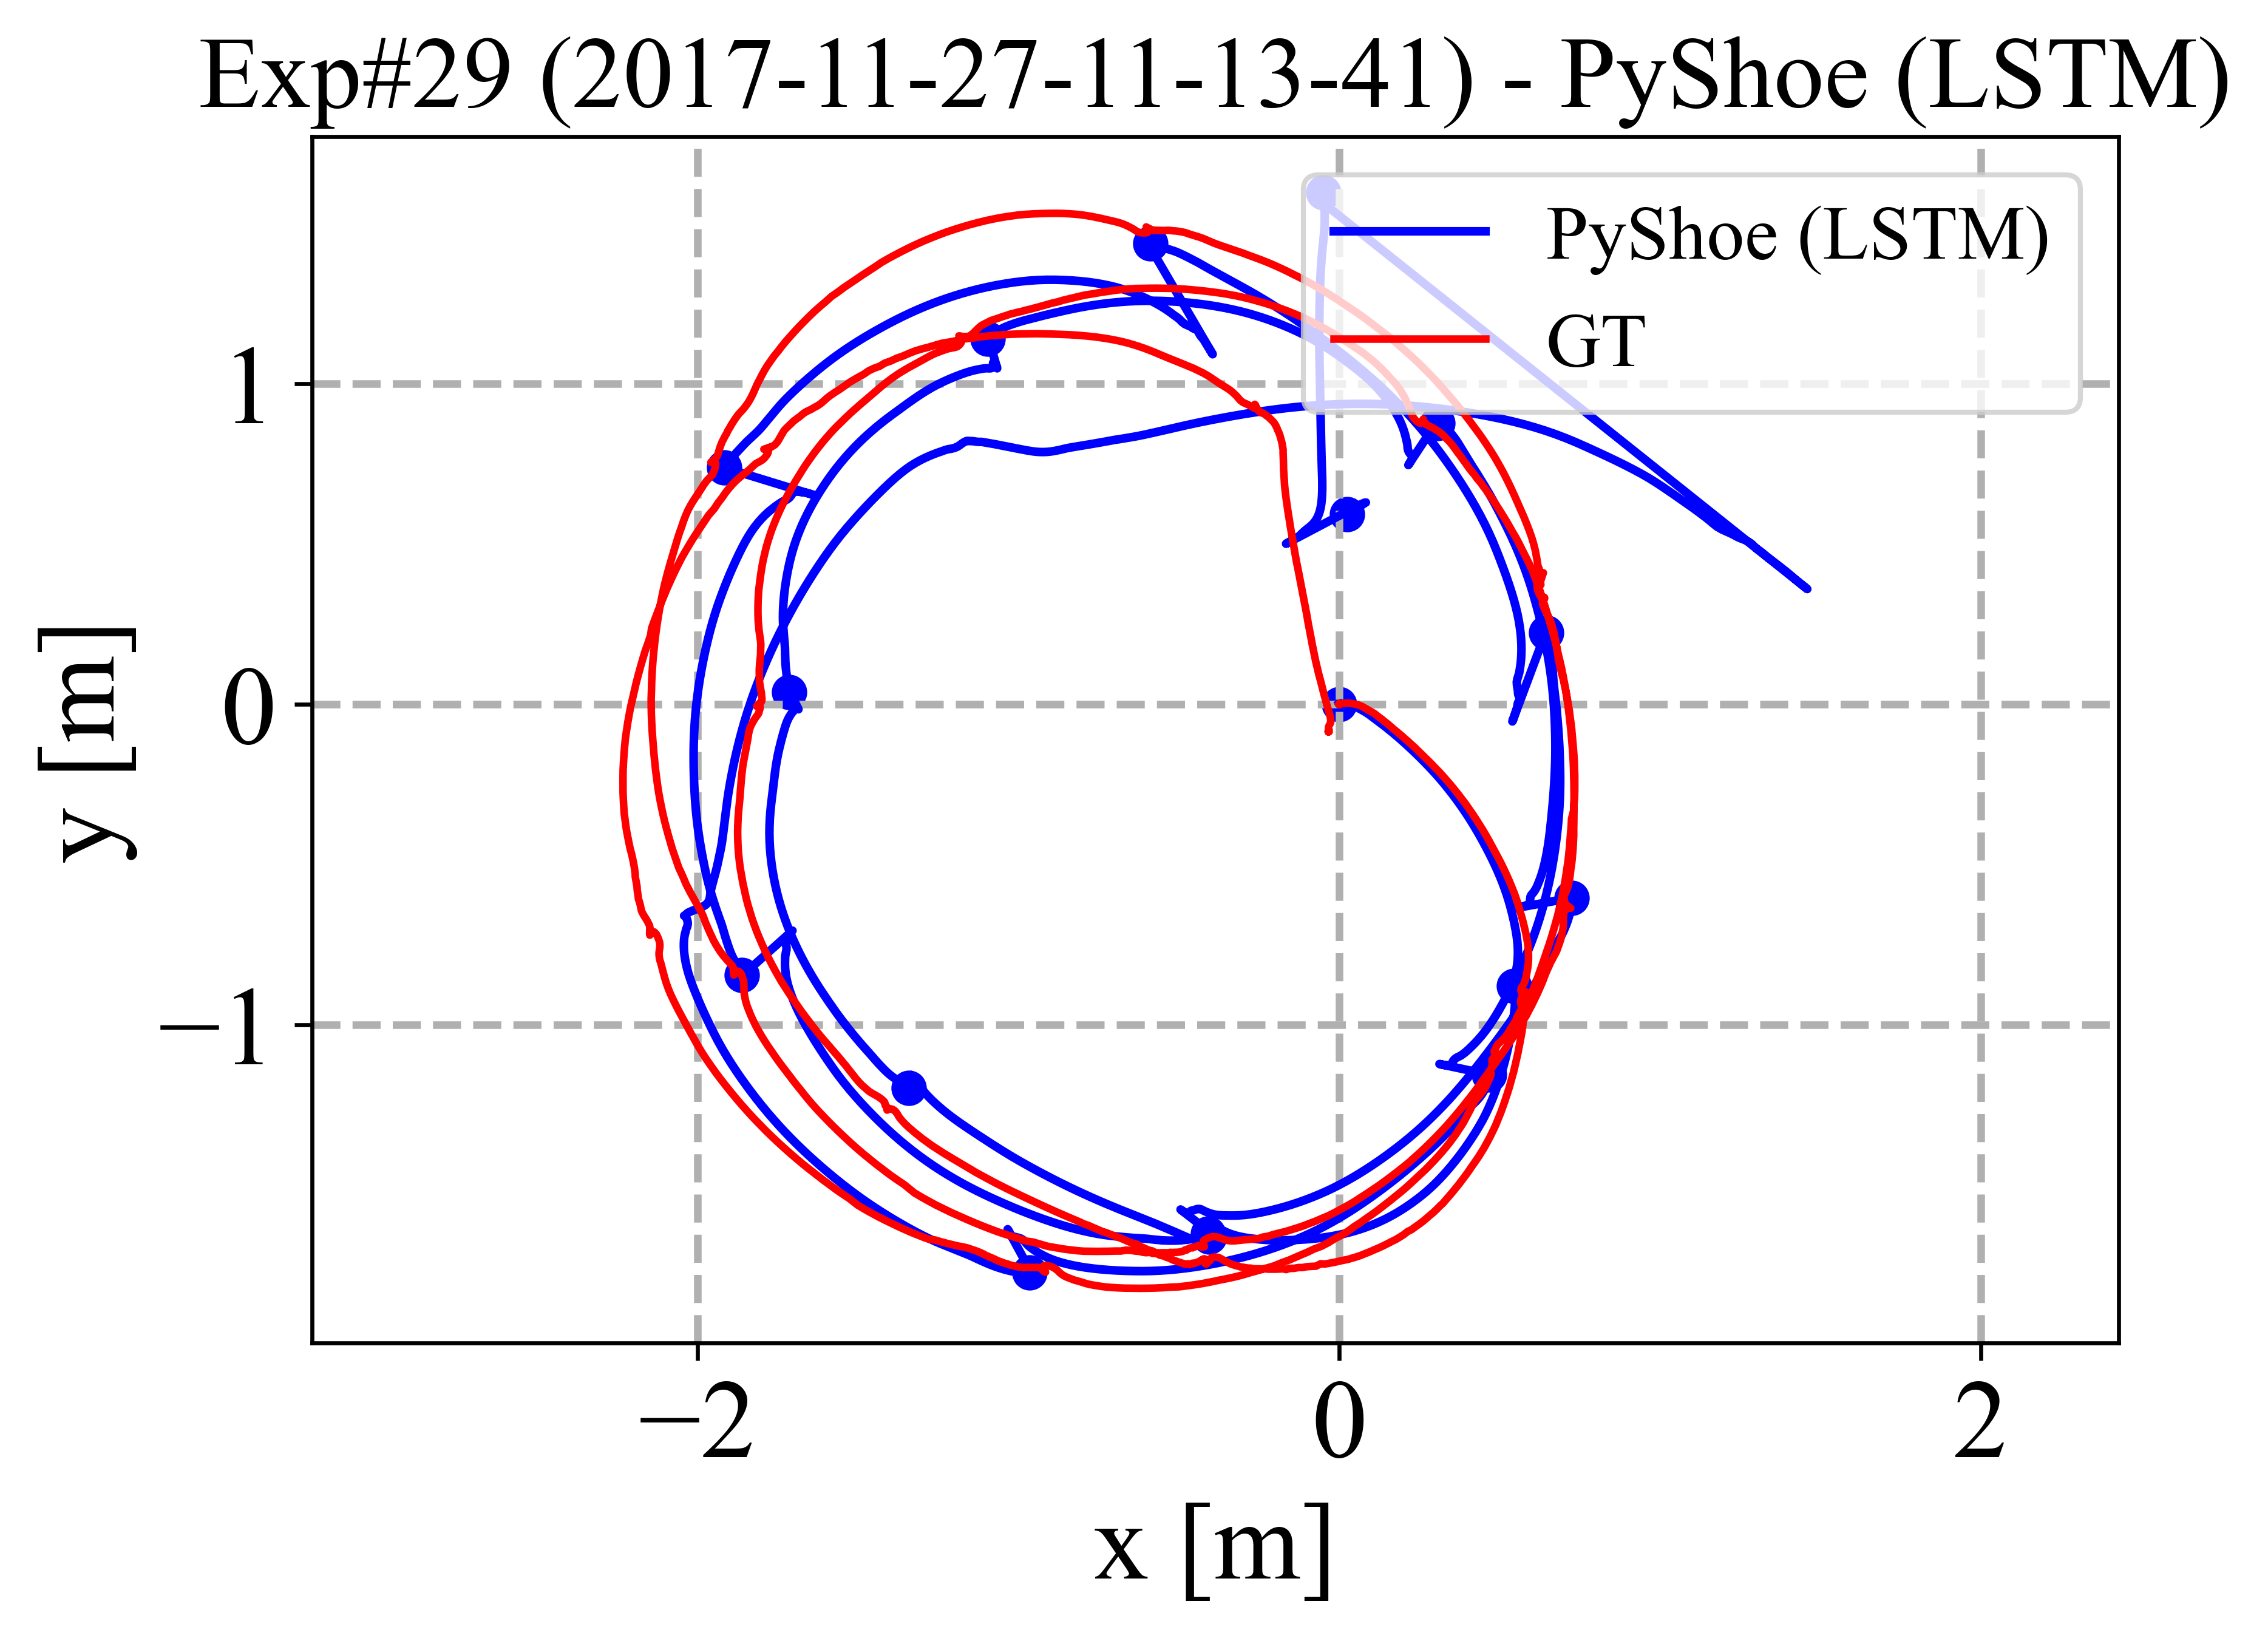 Exp#29 (2017-11-27-11-13-41) - PyShoe (LSTM)
PyShoe (LSTM)
GT
y [m]
1
0
−1
−2
0
2
x [m]